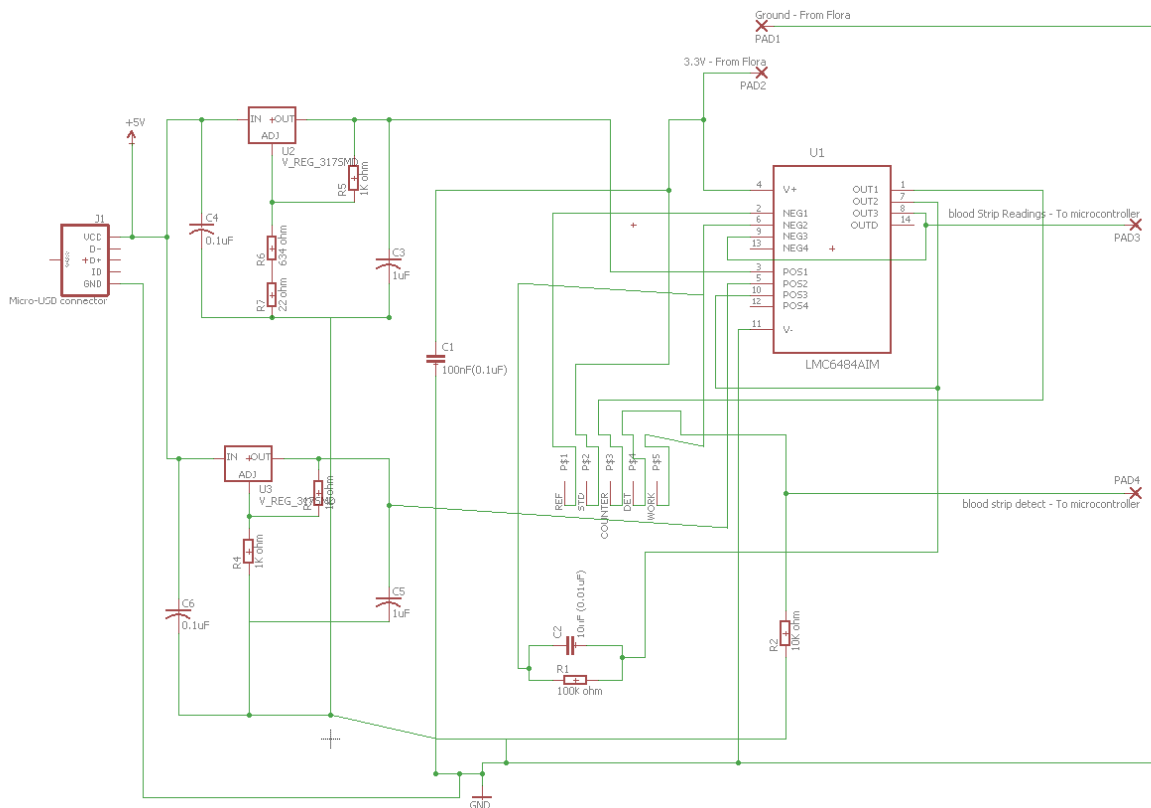 Ground - From Flora
PAD1
3.3V - From Flora
PAD2
+5V
IN
OUT
ADJ
U2
V_REG_317SMD
R5
1K ohm
C4
0.1uF
J1
VCC
D-
D+
ID
GND
Micro-USD connector
R6
634 ohm
R7
22 ohm
C3
1uF
U1
4
V+
OUT1
1
OUT2
7
2
NEG1
OUT3
8
6
NEG2
OUTD
14
9
NEG3
13
NEG4
3
POS1
5
POS2
10
POS3
12
POS4
11
V-
LMC6484AIM
blood Strip Readings - To microcontroller
PAD3
C1
100nF(0.1uF)
IN
OUT
ADJ
U3
V_REG_317SMD
R4
1K ohm
C6
0.1uF
C5
1uF
P$1
P$2
P$3
P$4
P$5
REF
STD
COUNTER
DET
WORK
PAD4
blood strip detect - To microcontroller
C2
10nF (0.01uF)
R1
100K ohm
R2
10K ohm
GND